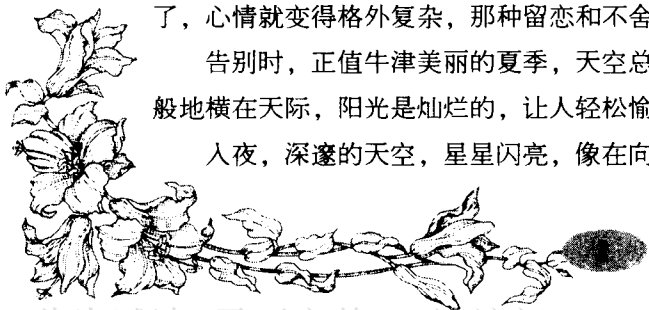 了，心情就变得格外复杂，那种留恋和不舍
告别时，正值牛津美丽的夏季，天空总
般地横在天际，阳光是灿烂的，让人轻松愉
入夜，深邃的天空，星星闪亮，像在向